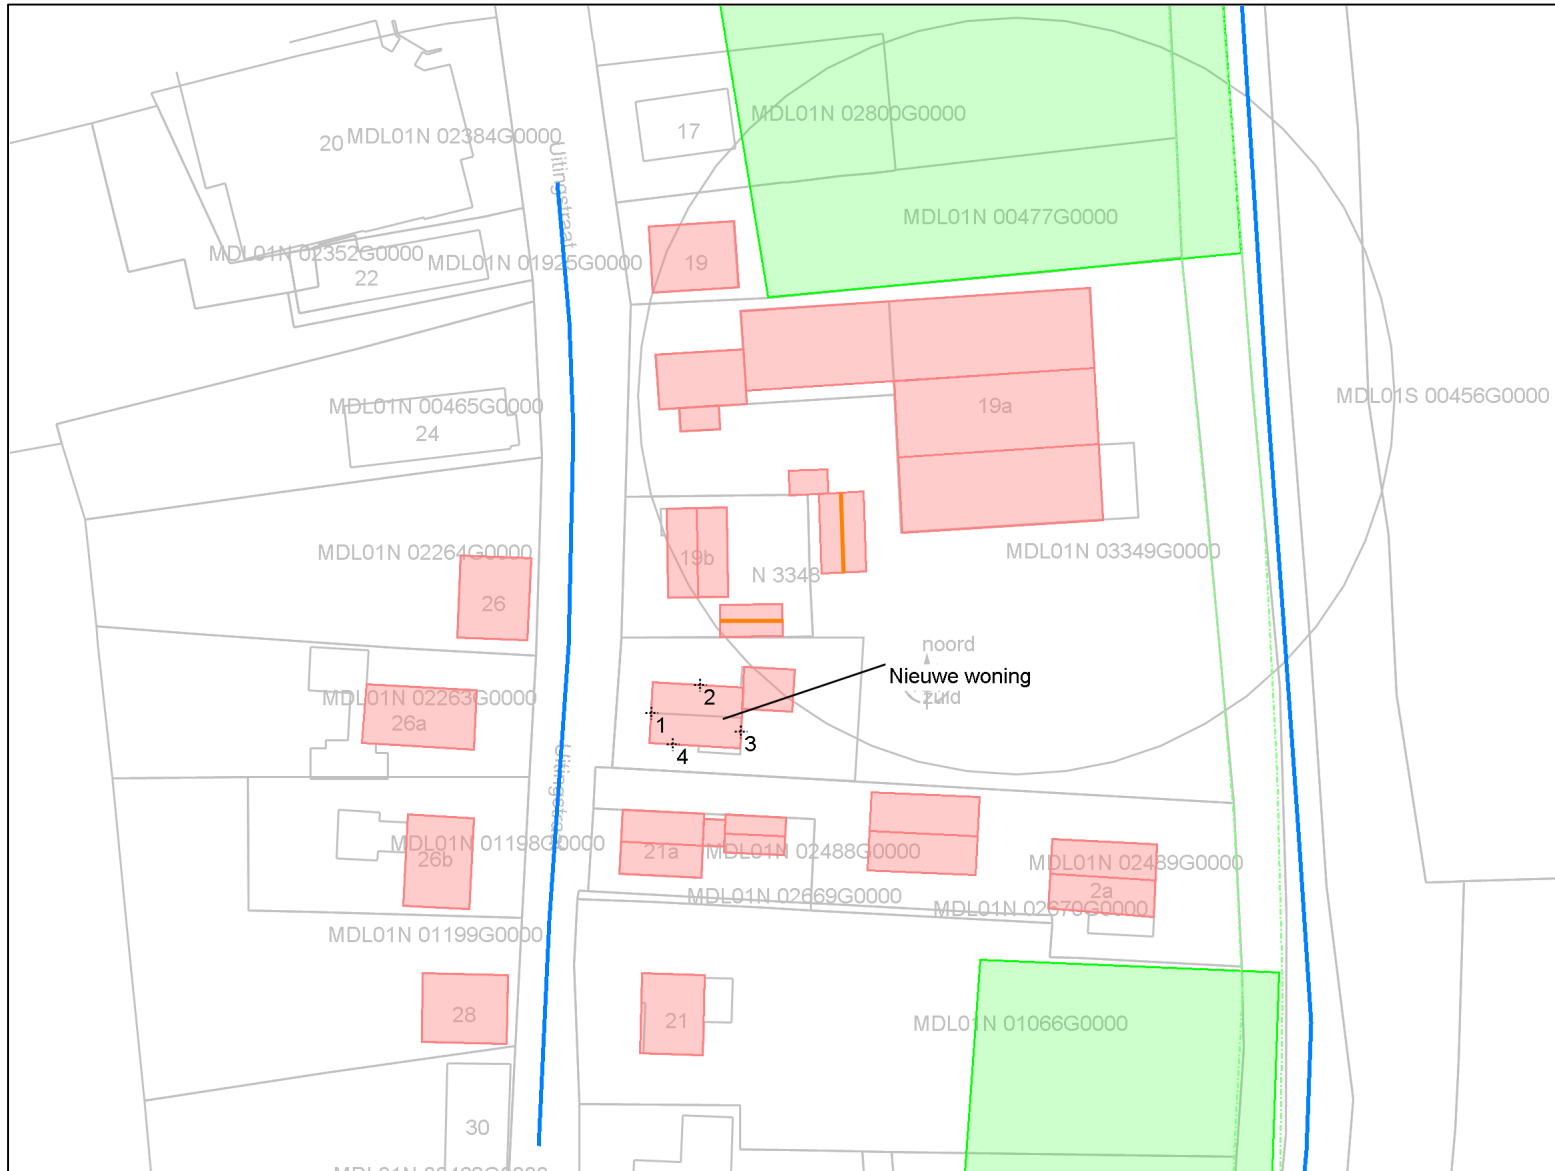 MDL01N 02800G0000
17
20 MDL01N 02384G0000
Uitingstraat
MDL01N 00477G0000
MDL01N 02352G0000
MDL01N 01925G0000
19
22
MDL01S 00456G0000
MDL01N 00465G0000
19a
24
MDL01N 02264G0000
MDL01N 03349G0000
19b
N 3348
26
noord
Nieuwe woning
zuid
MDL01N 02263G0000
26a
2
1
3
4
Uitingstraat
MDL01N 01198G0000
26b
21a
MDL01N 02488G0000
MDL01N 02489G0000
2a
MDL01N 02669G0000
MDL01N 02670G0000
MDL01N 01199G0000
28
21
MDL01N 01066G0000
30